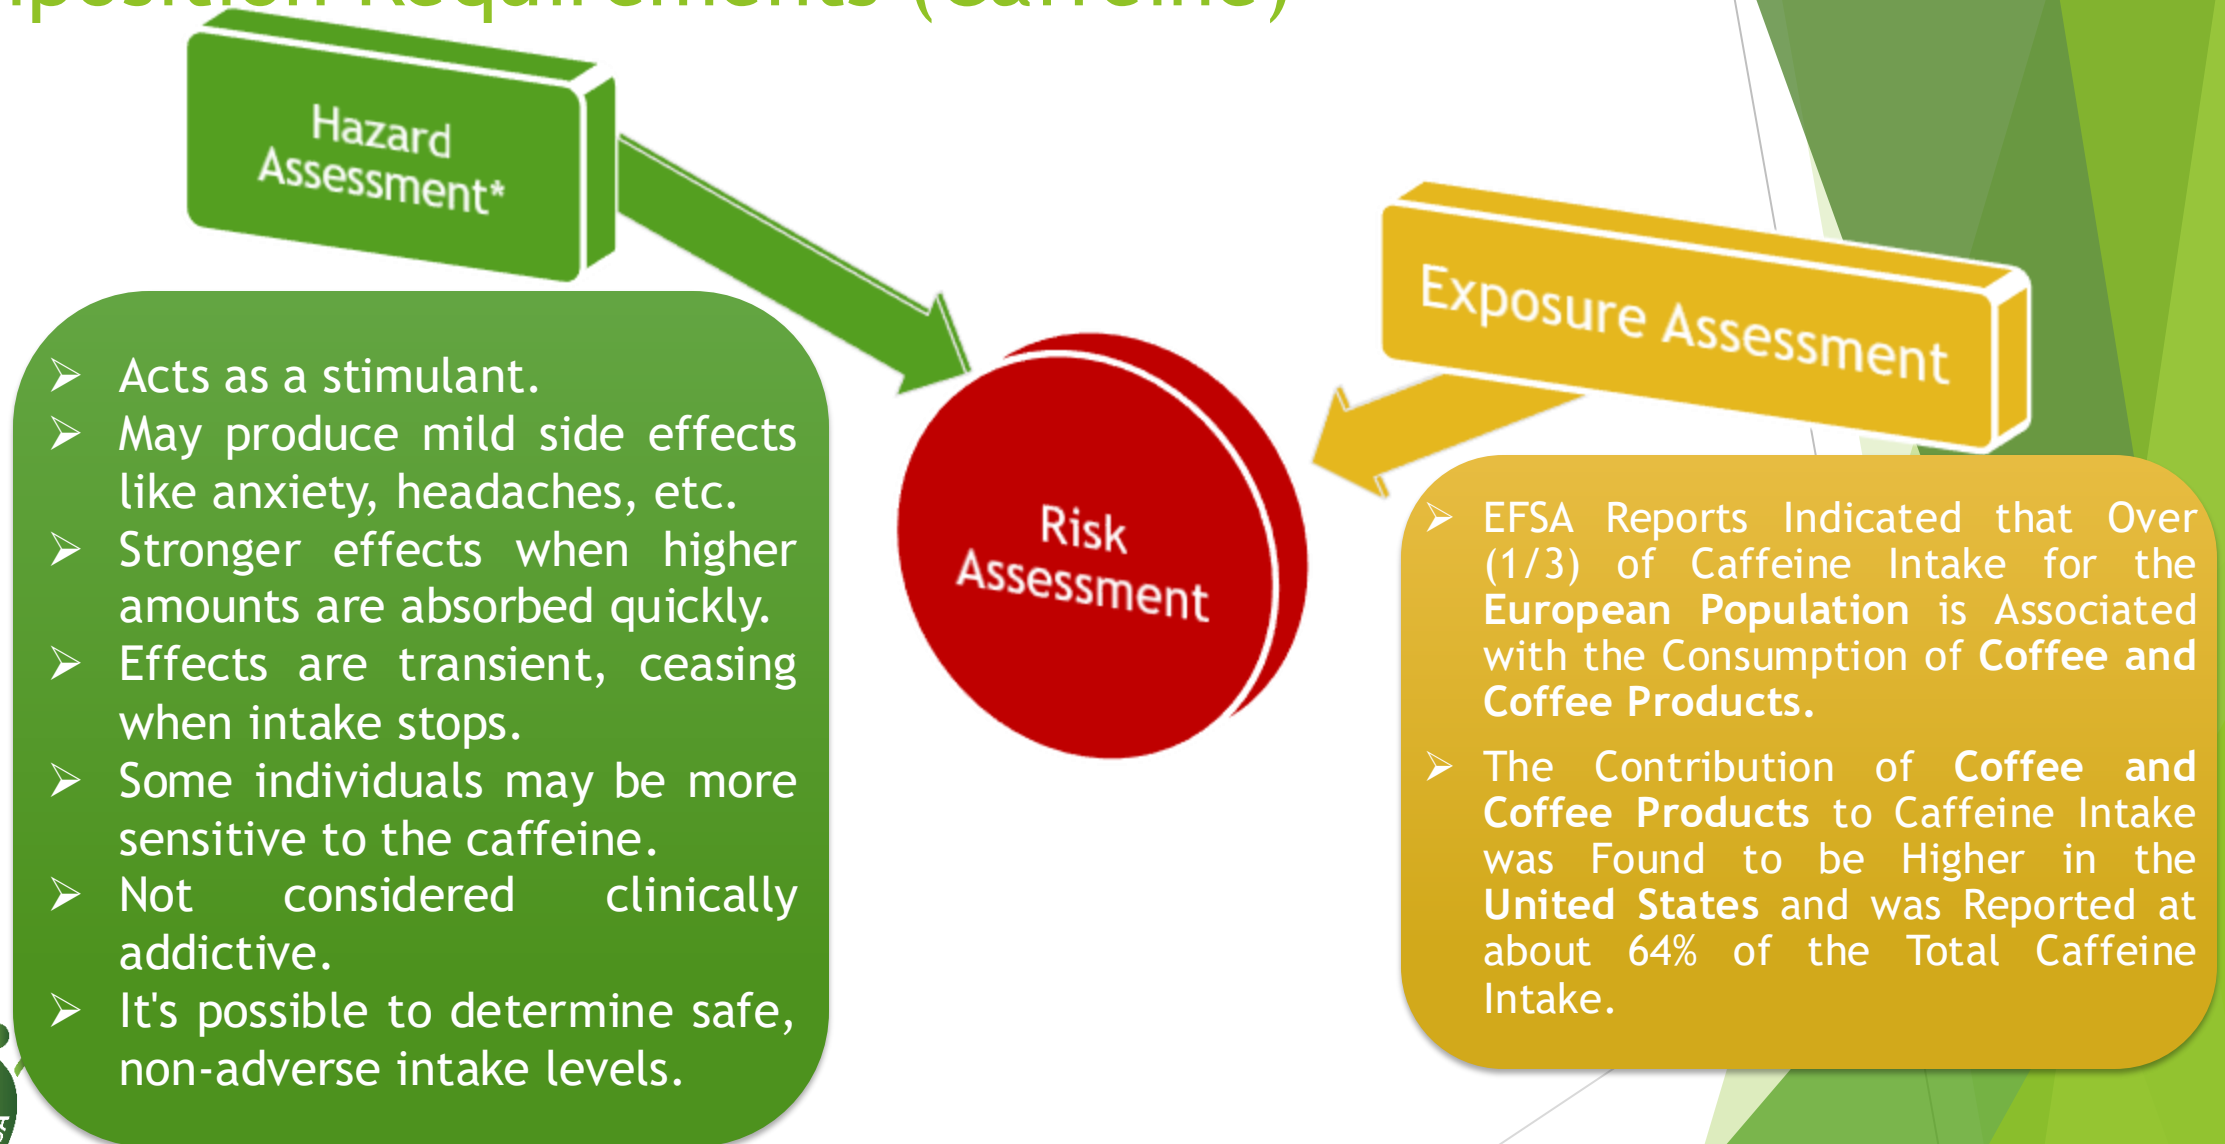 Requirements (Caffeine)
Hazard
Assessment*
Exposure Assessment
Risk
Assessment
➢ Acts as a stimulant.
➢ May produce mild side effects
like anxiety, headaches, etc.
➢ Stronger effects when higher
amounts are absorbed quickly.
➢ Effects are transient, ceasing
when intake stops.
➢ Some individuals may be more
sensitive to the caffeine.
➢ Not considered clinically
addictive.
➢ It's possible to determine safe,
non-adverse intake levels.
➢ EFSA Reports Indicated that Over
(1/3) of Caffeine Intake for the
European Population is Associated
with the Consumption of Coffee and
Coffee Products.
➢ The Contribution of Coffee and
Coffee Products to Caffeine Intake
was Found to be Higher in the
United States and was Reported at
about 64% of the Total Caffeine
Intake.